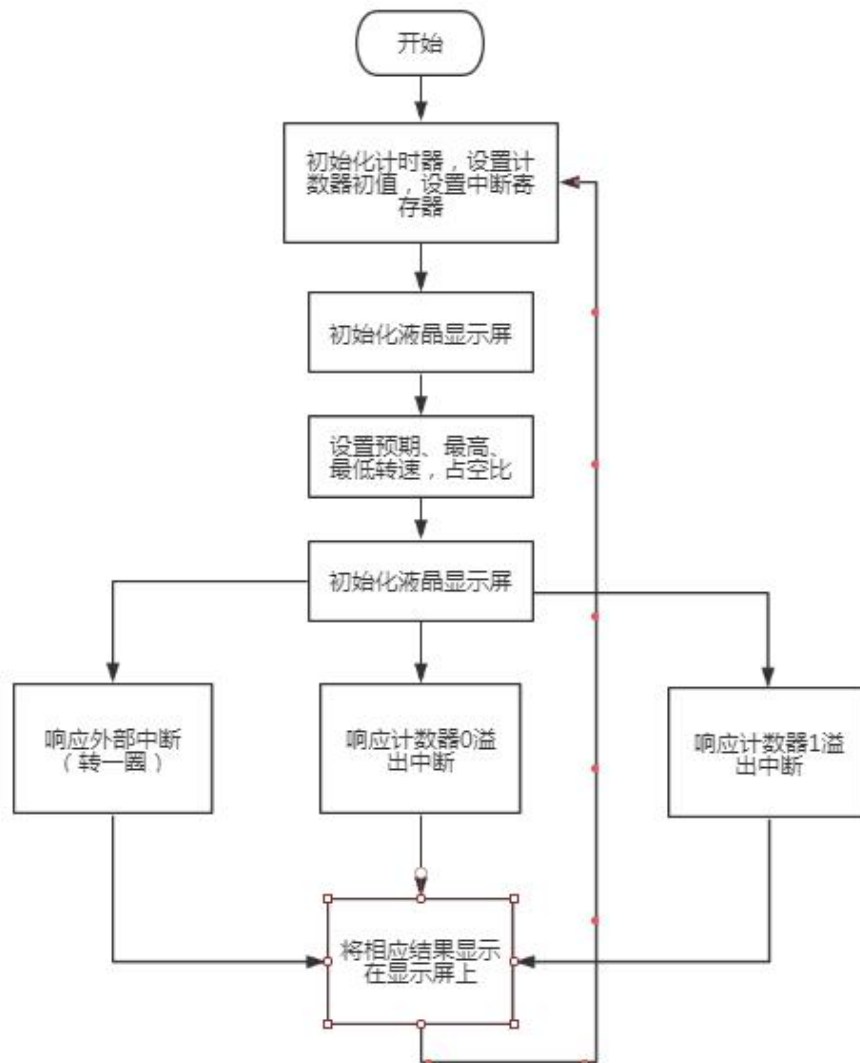 开始
初始化计时器，设置计
数器初值，设置中断寄
存器
初始化液晶显示屏
设置预期、最高、
最低转速，占空比
初始化液晶显示屏
响应外部中断
（转一圈）
响应计数器0溢
出中断
响应计数器1溢
出中断
将相应结果显示
在显示屏上